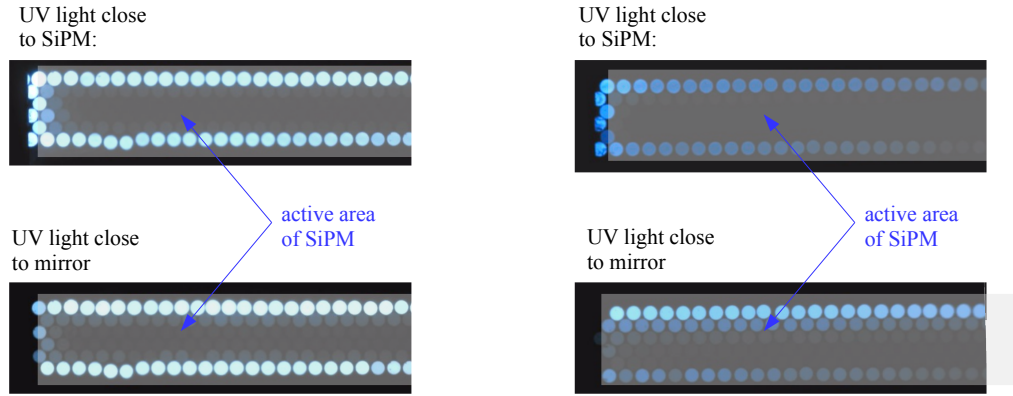 UV light close
to SiPM:
active area
of SiPM
UV light close
to mirror
UV light close
to SiPM:
active area
of SiPM
UV light close
to mirror